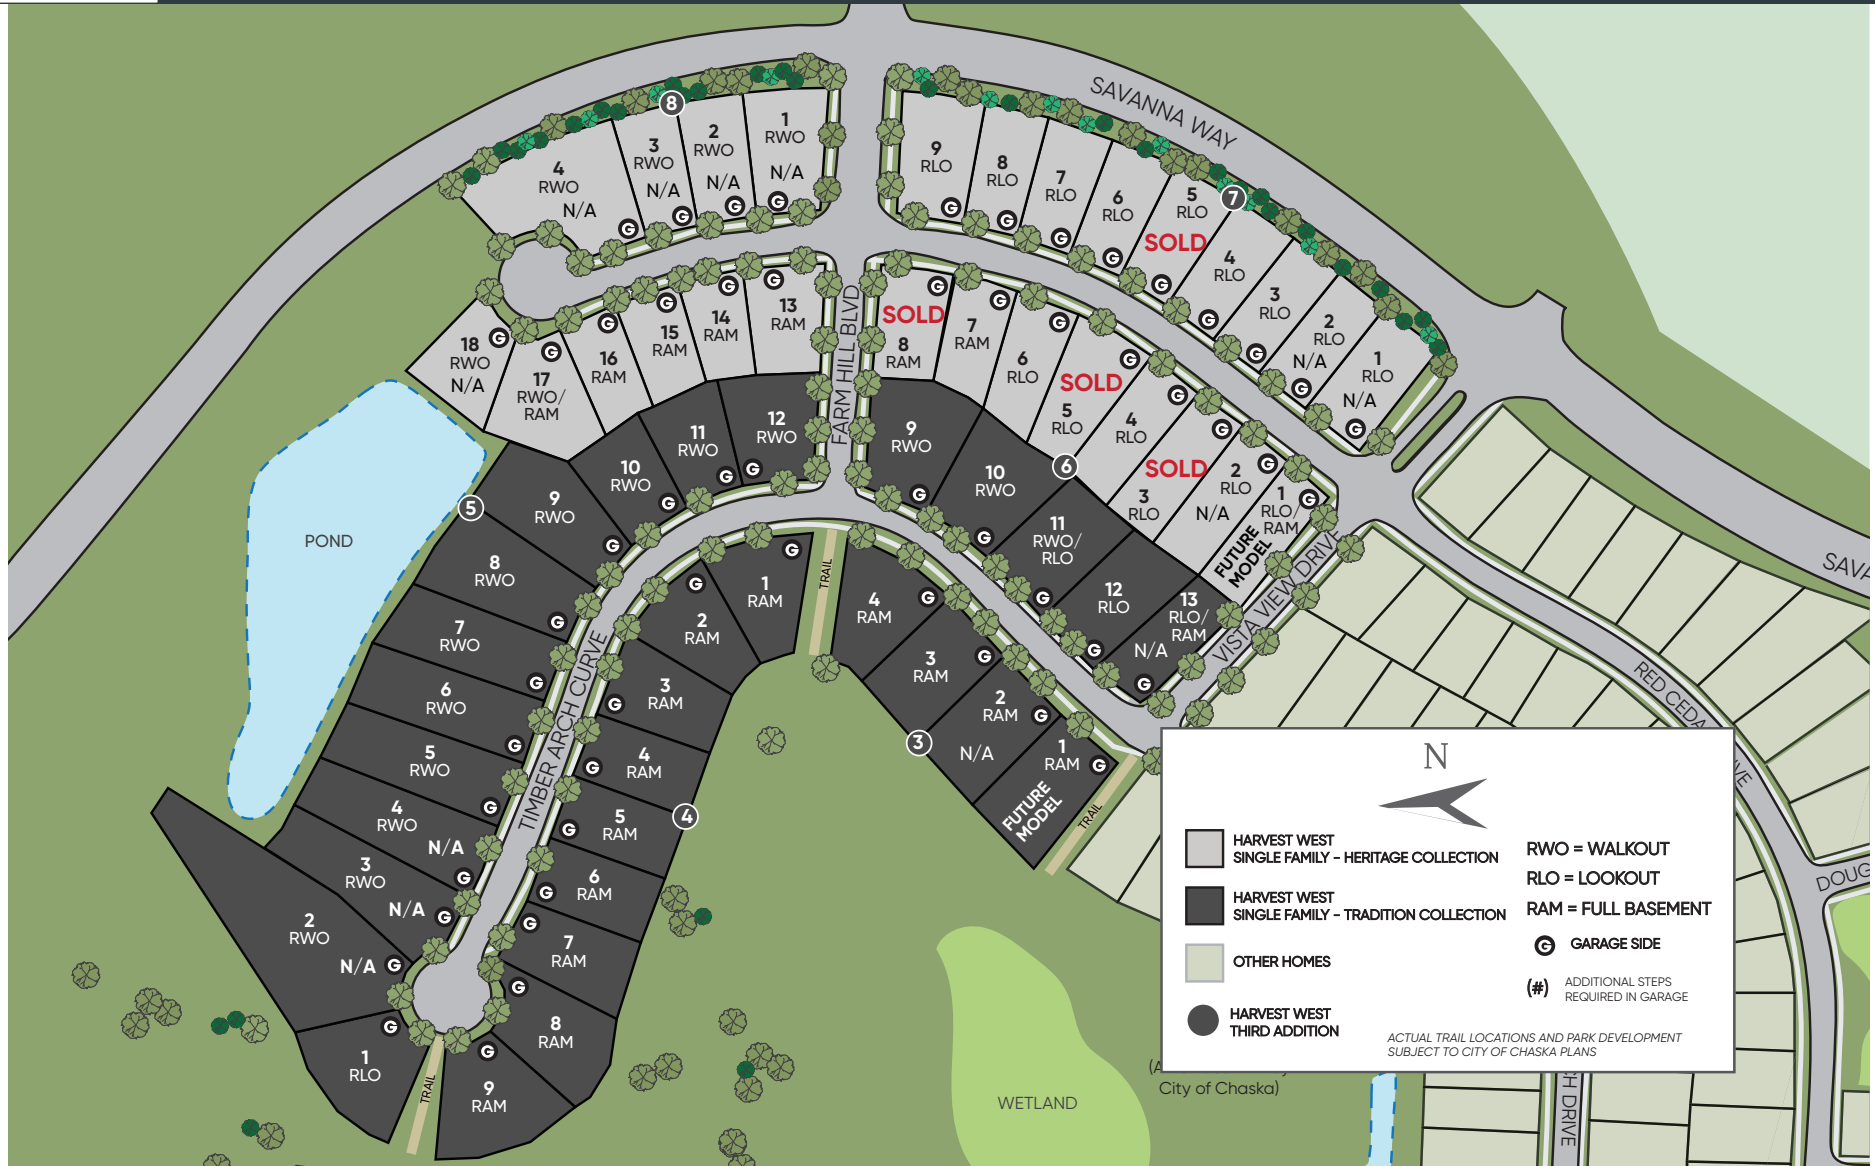 SAVANNA WAY
8
4
RWO
N/A
3
RWO
N/A
2
RWO
N/A
1
RWO
N/A
G
G
G
G
9
RLO
8
RLO
7
RLO
6
RLO
5
RLO
SOLD
7
4
RLO
3
RLO
2
RLO
N/A
1
RLO
N/A
G
G
G
G
G
G
G
G
G
18
RWO
N/A
17
RWO/
RAM
16
RAM
15
RAM
14
RAM
13
RAM
G
G
G
G
G
G
FARM HILL BLVD
SOLD
8
RAM
7
RAM
6
RLO
SOLD
5
RLO
4
RLO
SOLD
3
RLO
2
RLO
N/A
1
RLO/
RAM
FUTURE
MODEL
G
G
G
G
G
G
G
G
6
12
RWO
11
RWO
10
RWO
9
RWO
5
8
RWO
7
RWO
6
RWO
5
RWO
4
RWO
N/A
3
RWO
N/A
2
RWO
N/A
1
RLO
G
G
G
G
G
G
G
G
G
G
G
G
POND
9
RWO
10
RWO
11
RWO/
RLO
12
RLO
13
RLO/
RAM
N/A
G
G
G
G
G
VISTA VIEW DRIVE
TIMBER ARCH CURVE
1
RAM
2
RAM
3
RAM
4
RAM
5
RAM
4
6
RAM
7
RAM
8
RAM
9
RAM
G
G
G
G
G
G
G
G
G
TRAIL
TRAIL
4
RAM
3
RAM
2
RAM
N/A
1
RAM
FUTURE
MODEL
3
G
G
G
G
TRAIL
WETLAND
City of Chaska)
RED CEDA
DRIVE
N
HARVEST WEST
SINGLE FAMILY – HERITAGE COLLECTION
HARVEST WEST
SINGLE FAMILY – TRADITION COLLECTION
OTHER HOMES
HARVEST WEST
THIRD ADDITION
RWO = WALKOUT
RLO = LOOKOUT
RAM = FULL BASEMENT
G GARAGE SIDE
(#) ADDITIONAL STEPS
REQUIRED IN GARAGE
ACTUAL TRAIL LOCATIONS AND PARK DEVELOPMENT
SUBJECT TO CITY OF CHASKA PLANS